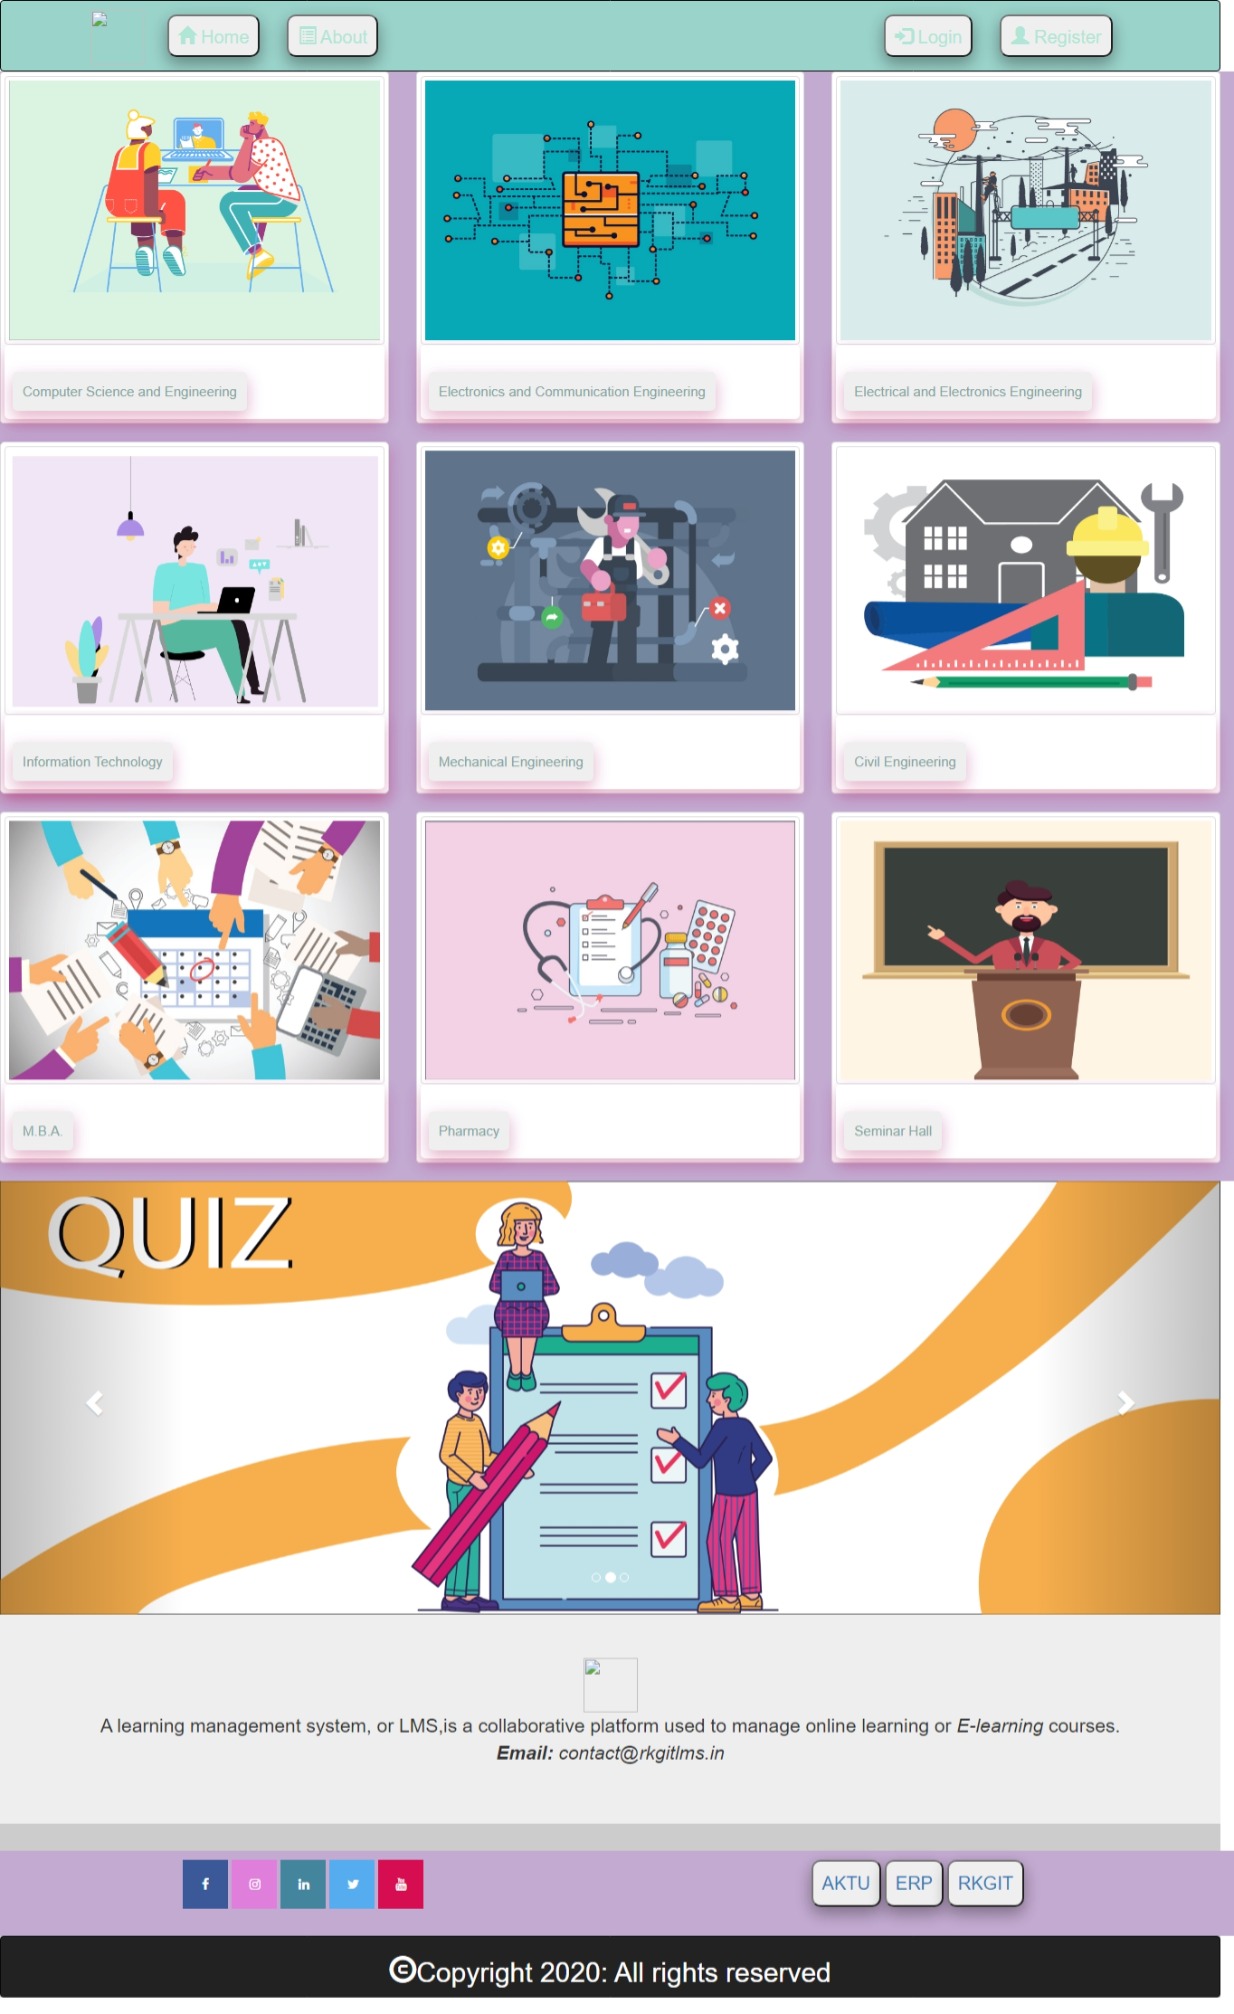 Home About Login Register
Computer Science and Engineering
Electronics and Communication Engineering
Electrical and Electronics Engineering
Information Technology
Mechanical Engineering
Civil Engineering
M.B.A.
Pharmacy
Seminar Hall
QUIZ
A learning management system, or LMS,is a collaborative platform used to manage online learning or E-learning courses.
Email: contact@rkgitlms.in
AKTU ERP RKGIT
©Copyright 2020: All rights reserved